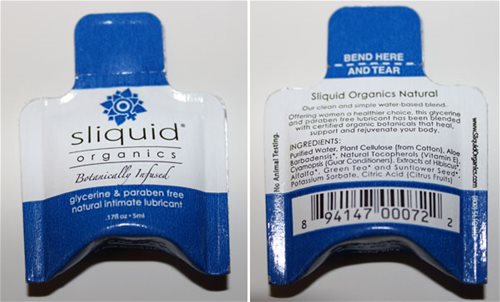 sliquid®
organics
Botanically Infused
glycerine & paraben free
natural intimate lubricant
.17fl oz • 5ml
BEND HERE
AND TEAR
Sliquid Organics Natural
Our clean and simple water-based blend.
Offering women a healthier choice, this glycerine
and paraben free lubricant has been blended
with certified organic botanicals that heal,
support and rejuvenate your body.
INGREDIENTS:
Purified Water, Plant Cellulose (from Cotton), Aloe
Barbadensis*, Natural Tocopherols (Vitamin E),
Cyamopsis (Guar Conditioners), Extracts of Hibiscus*,
Alfalfa*, Green Tea* and Sunflower Seed*,
Potassium Sorbate, Citric Acid (Citrus Fruits)
No Animal Testing.
www.SliquidOrganics.com
8 94147 00072 2